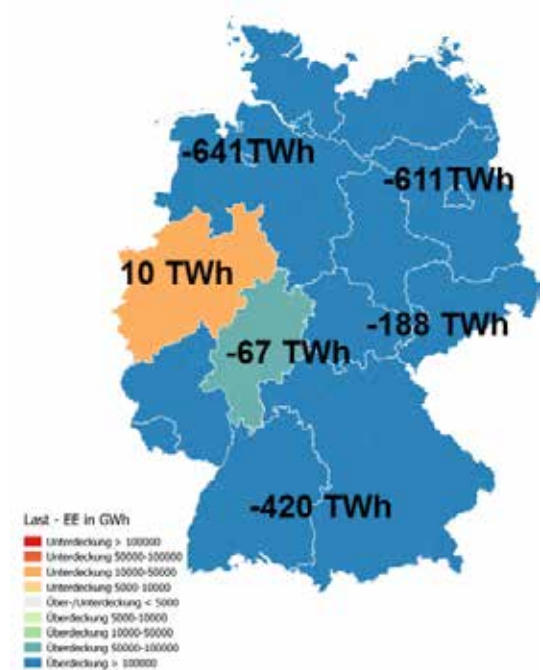 -641TWh
-611TWh
10 TWh
-188 TWh
-67 TWh
-420 TWh
Last - EE in GWh
Unterdeckung > 100000
Unterdeckung 50000-100000
Unterdeckung 10000-50000
Unterdeckung 5000-10000
Über-/Unterdeckung < 5000
Überdeckung 5000-10000
Überdeckung 10000-50000
Überdeckung 50000-100000
Überdeckung > 100000